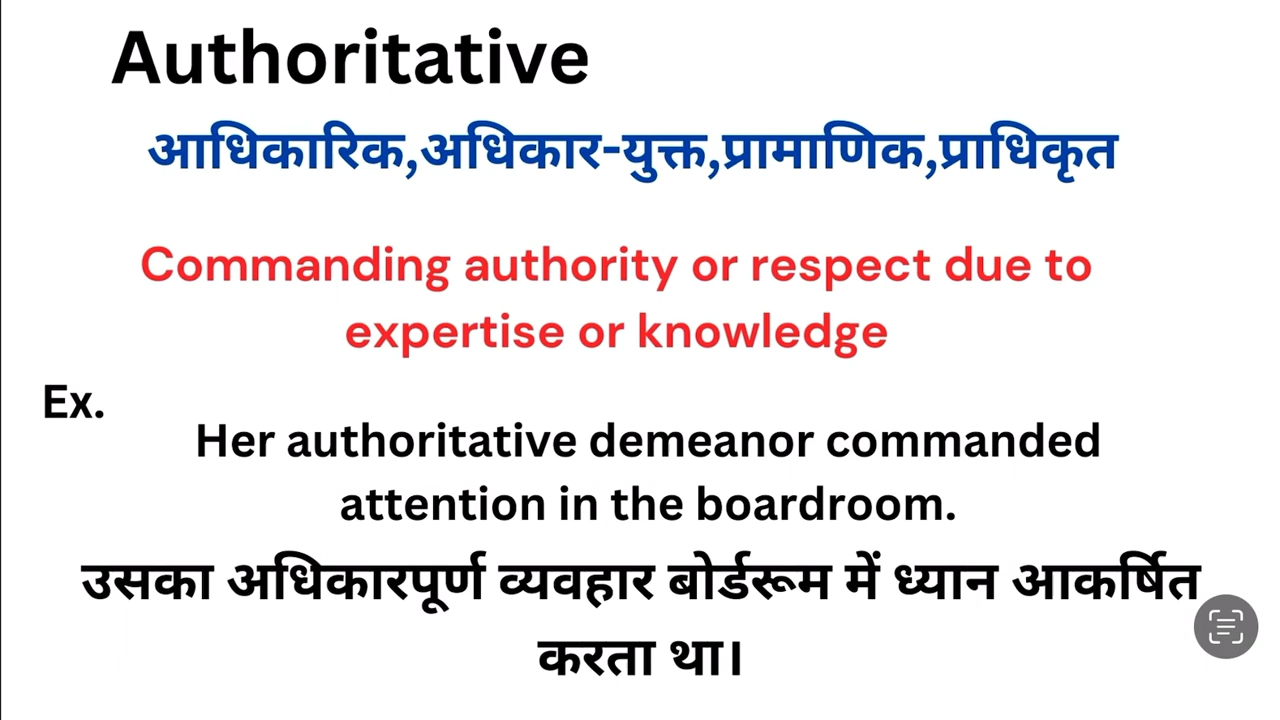 Authoritative
आधिकारिक,अधिकार-युक्त,प्रामाणिक,प्राधिकृत
Commanding authority or respect due to
expertise or knowledge
Ex.
Her authoritative demeanor commanded
attention in the boardroom.
उसका अधिकारपूर्ण व्यवहार बोर्डरूम में ध्यान आकर्षित
करता था।